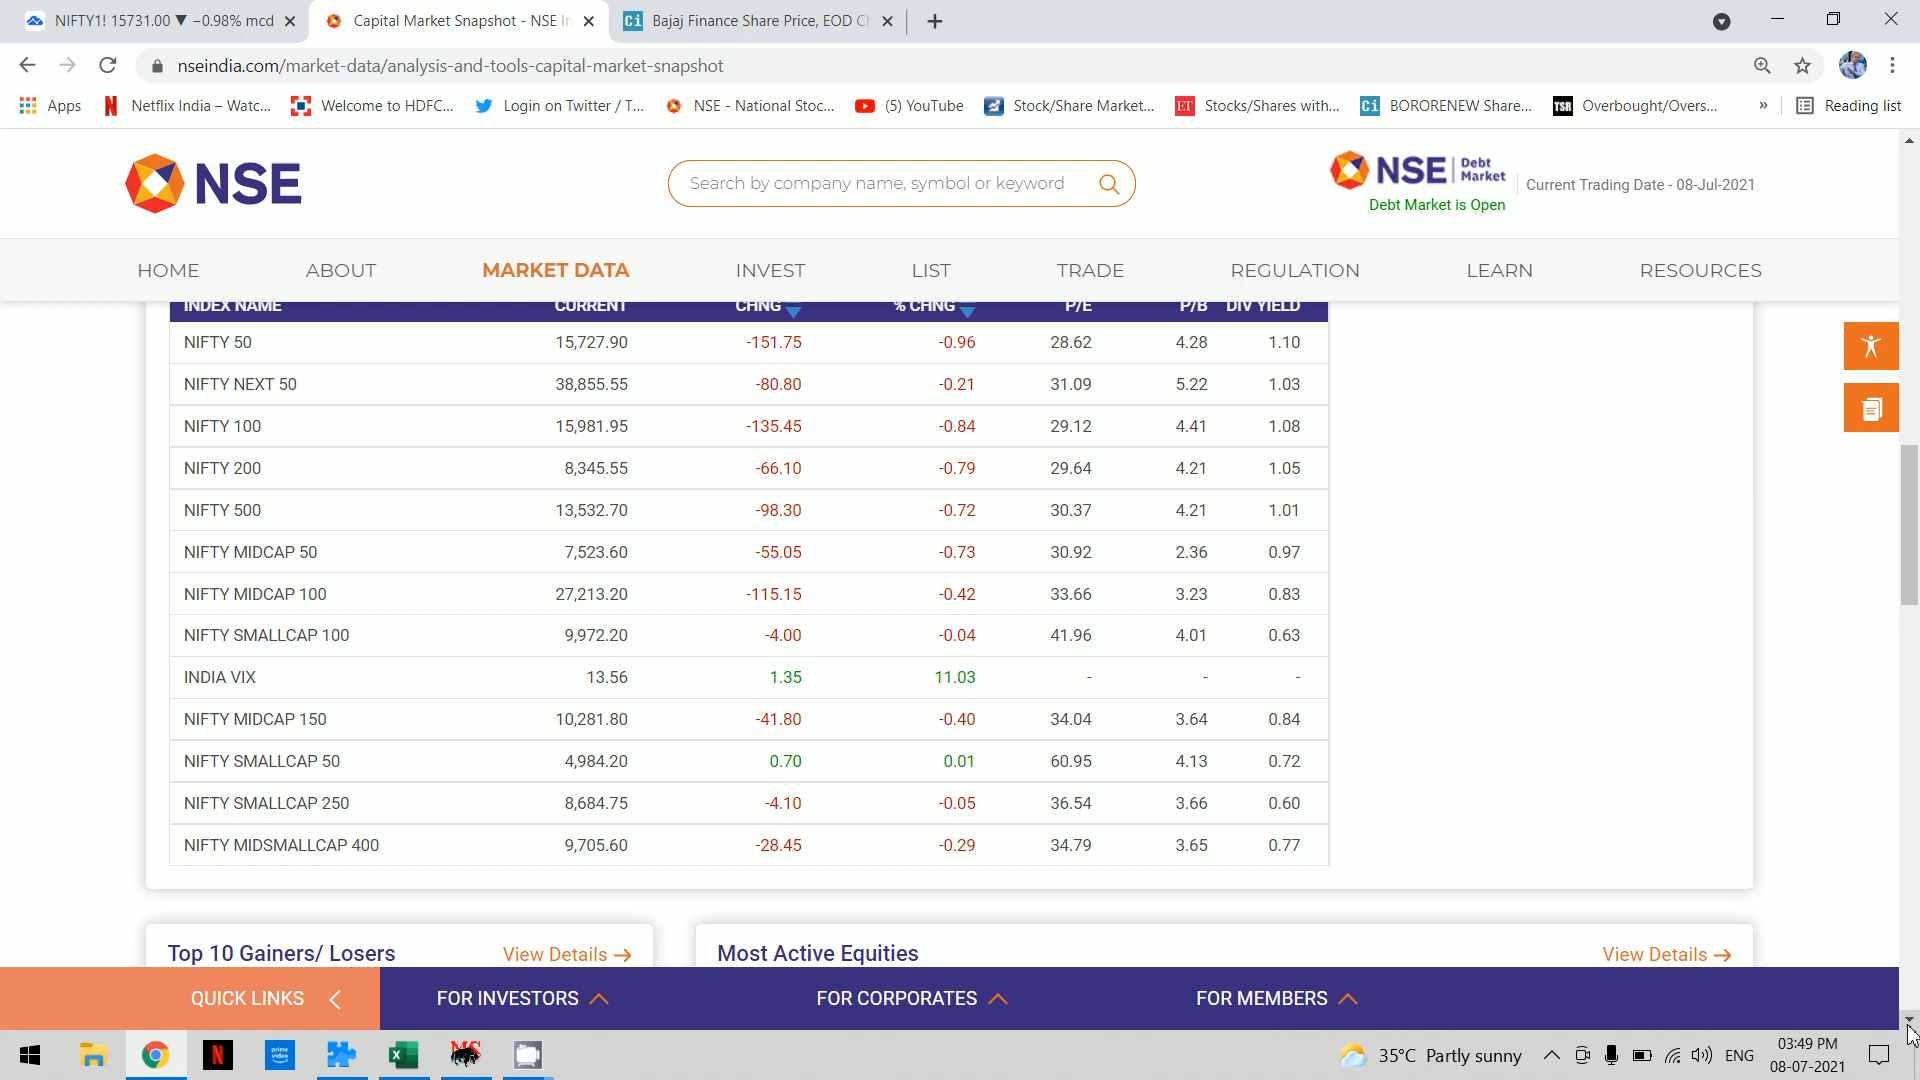 NIFTY1! 15731.00 ▼ −0.98% mcd
Capital Market Snapshot - NSE In
Ci Bajaj Finance Share Price, EOD Ch
nseindia.com/market-data/analysis-and-tools-capital-market-snapshot
Apps Netflix India – Watc... Welcome to HDFC... Login on Twitter / T... NSE - National Stoc... (5) YouTube Stock/Share Market... ET Stocks/Shares with... Ci BORORENEW Share... TSR Overbought/Overs... » Reading list
NSE
Search by company name, symbol or keyword
NSE Debt Market
Current Trading Date - 08-Jul-2021
Debt Market is Open
HOME ABOUT MARKET DATA INVEST LIST TRADE REGULATION LEARN RESOURCES
INDEX NAME CURRENT CHNG % CHNG P/E P/B DIV YIELD
NIFTY 50 15,727.90 -151.75 -0.96 28.62 4.28 1.10
NIFTY NEXT 50 38,855.55 -80.80 -0.21 31.09 5.22 1.03
NIFTY 100 15,981.95 -135.45 -0.84 29.12 4.41 1.08
NIFTY 200 8,345.55 -66.10 -0.79 29.64 4.21 1.05
NIFTY 500 13,532.70 -98.30 -0.72 30.37 4.21 1.01
NIFTY MIDCAP 50 7,523.60 -55.05 -0.73 30.92 2.36 0.97
NIFTY MIDCAP 100 27,213.20 -115.15 -0.42 33.66 3.23 0.83
NIFTY SMALLCAP 100 9,972.20 -4.00 -0.04 41.96 4.01 0.63
INDIA VIX 13.56 1.35 11.03 - - -
NIFTY MIDCAP 150 10,281.80 -41.80 -0.40 34.04 3.64 0.84
NIFTY SMALLCAP 50 4,984.20 0.70 0.01 60.95 4.13 0.72
NIFTY SMALLCAP 250 8,684.75 -4.10 -0.05 36.54 3.66 0.60
NIFTY MIDSMALLCAP 400 9,705.60 -28.45 -0.29 34.79 3.65 0.77
Top 10 Gainers/ Losers View Details →
Most Active Equities View Details →
QUICK LINKS FOR INVESTORS FOR CORPORATES FOR MEMBERS
N prime video MS 35°C Partly sunny ENG
03:49 PM
08-07-2021